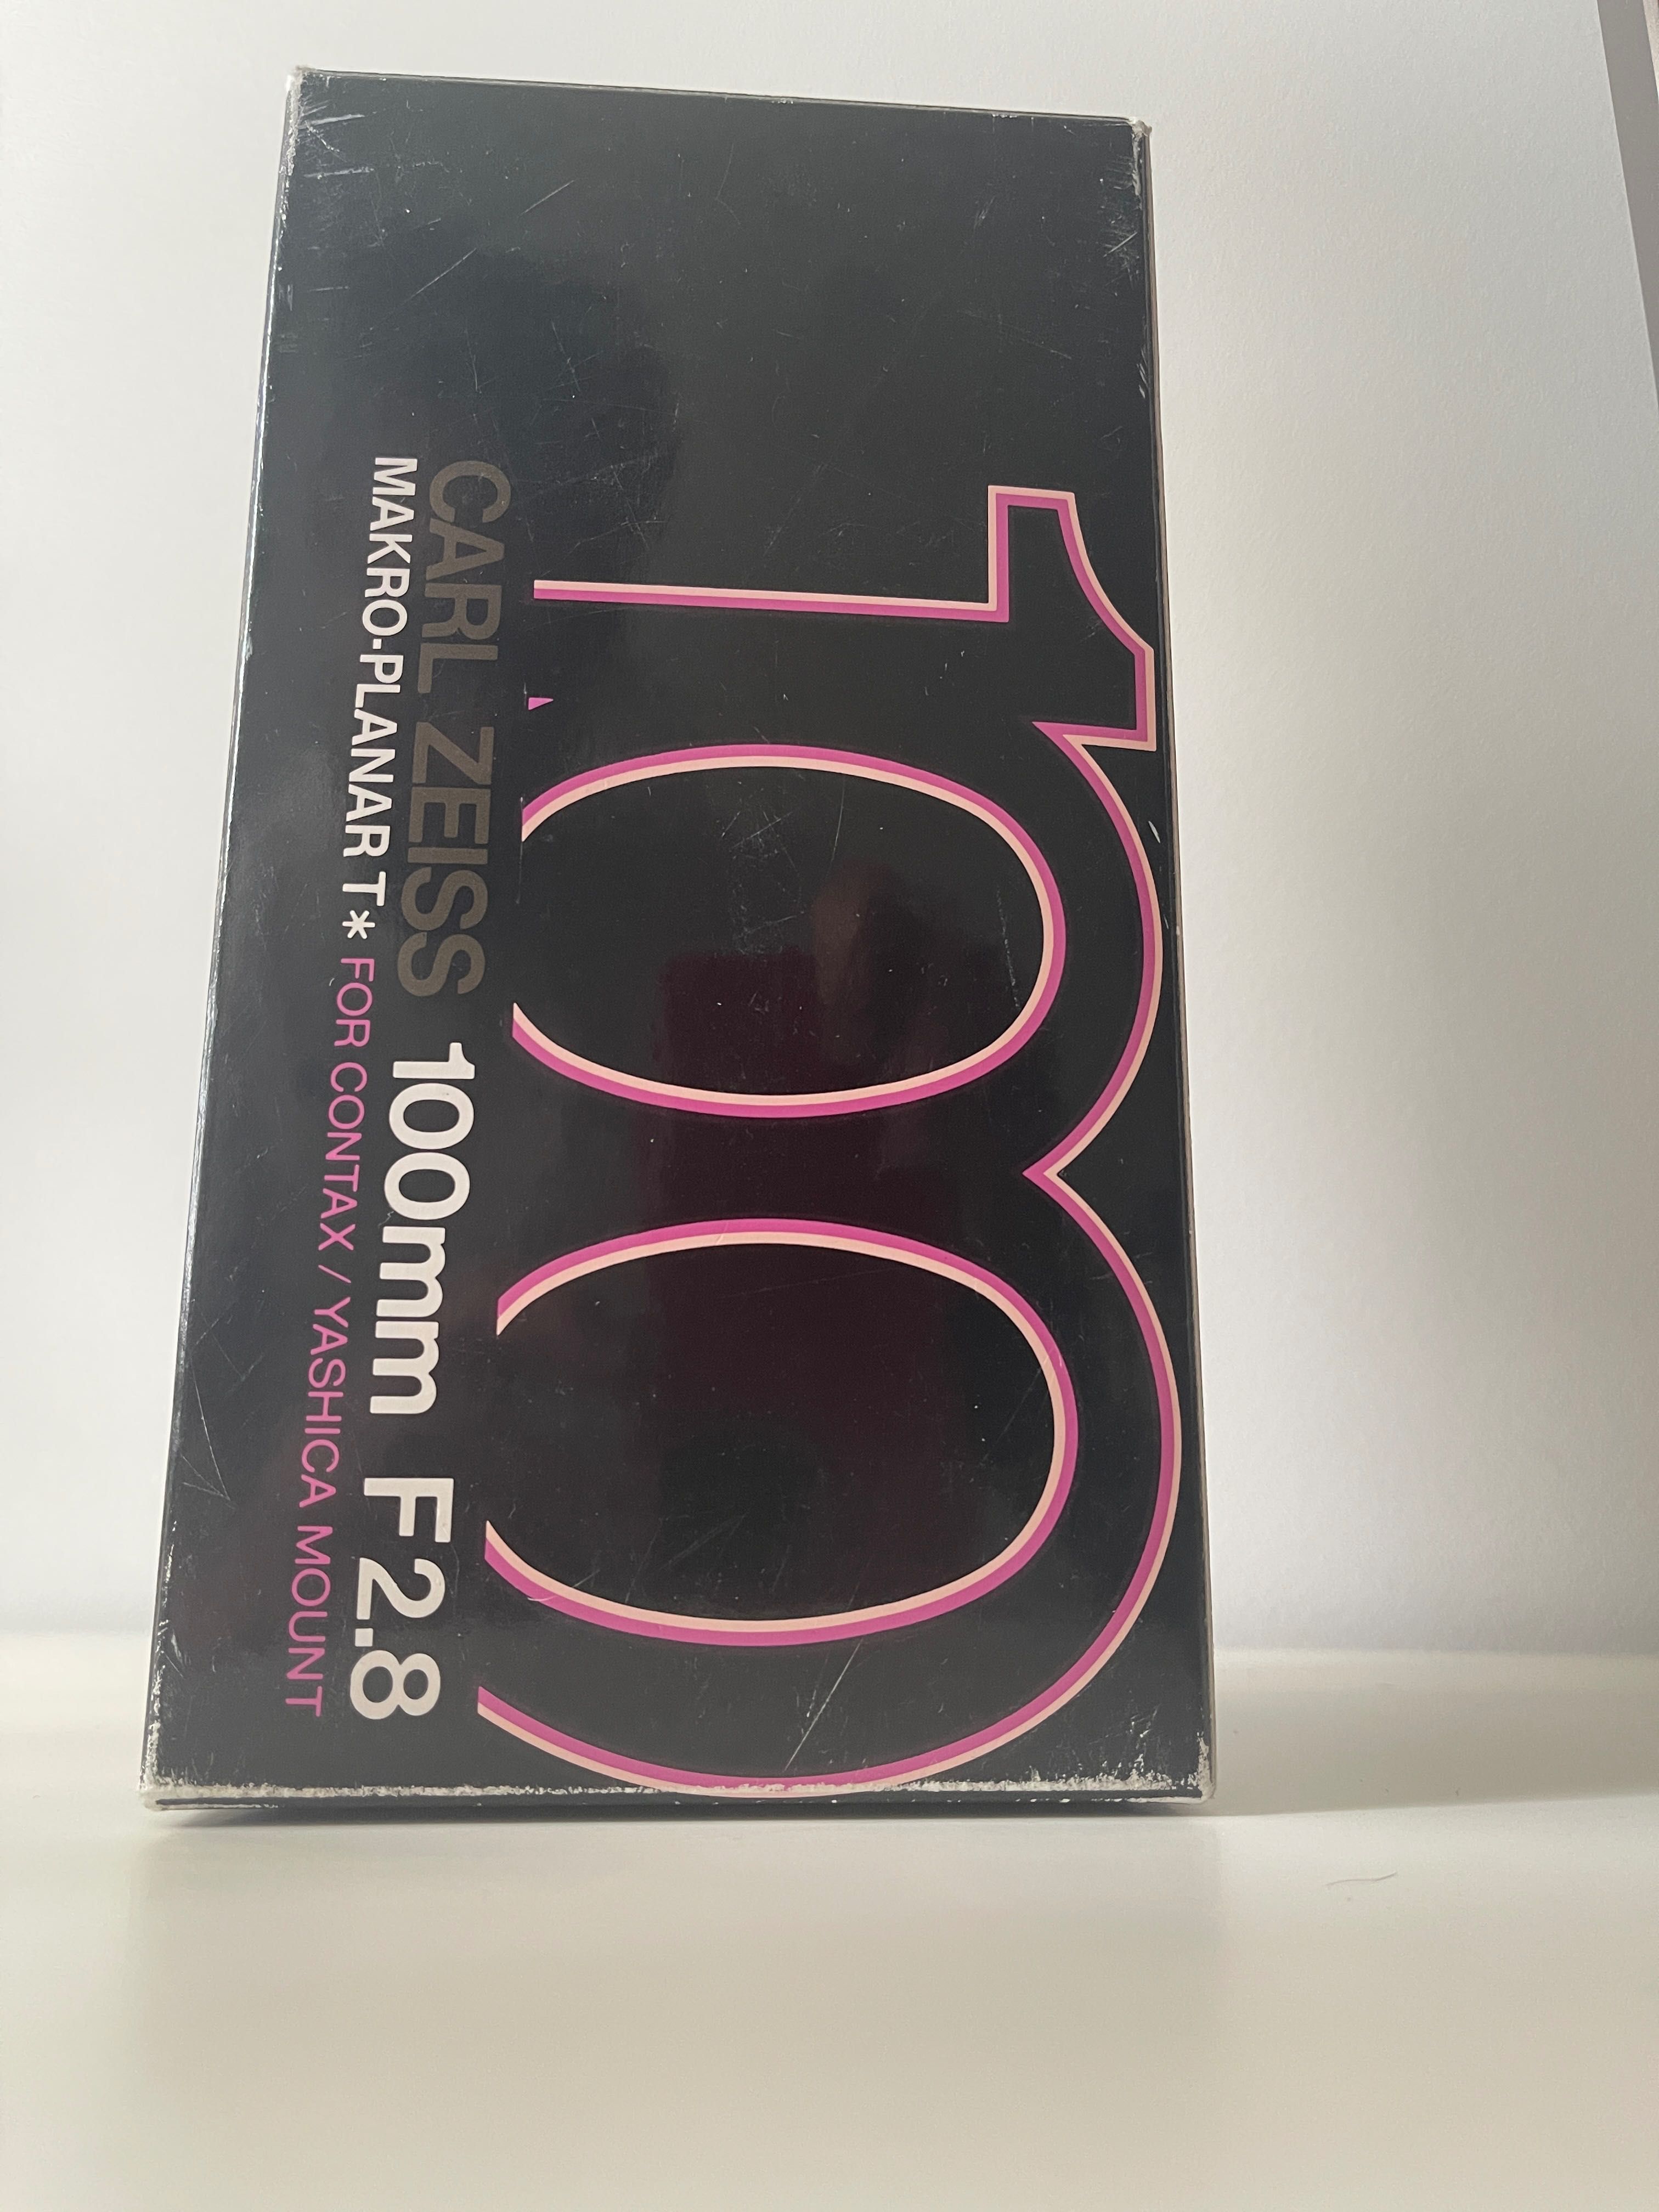 100
CARL ZEISS 100mm F2.8
MAKRO-PLANAR T* FOR CONTAX / YASHICA MOUNT